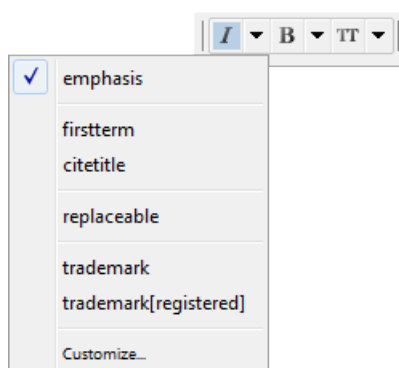 I B TT
emphasis
firstterm
citetitle
replaceable
trademark
trademark[registered]
Customize...